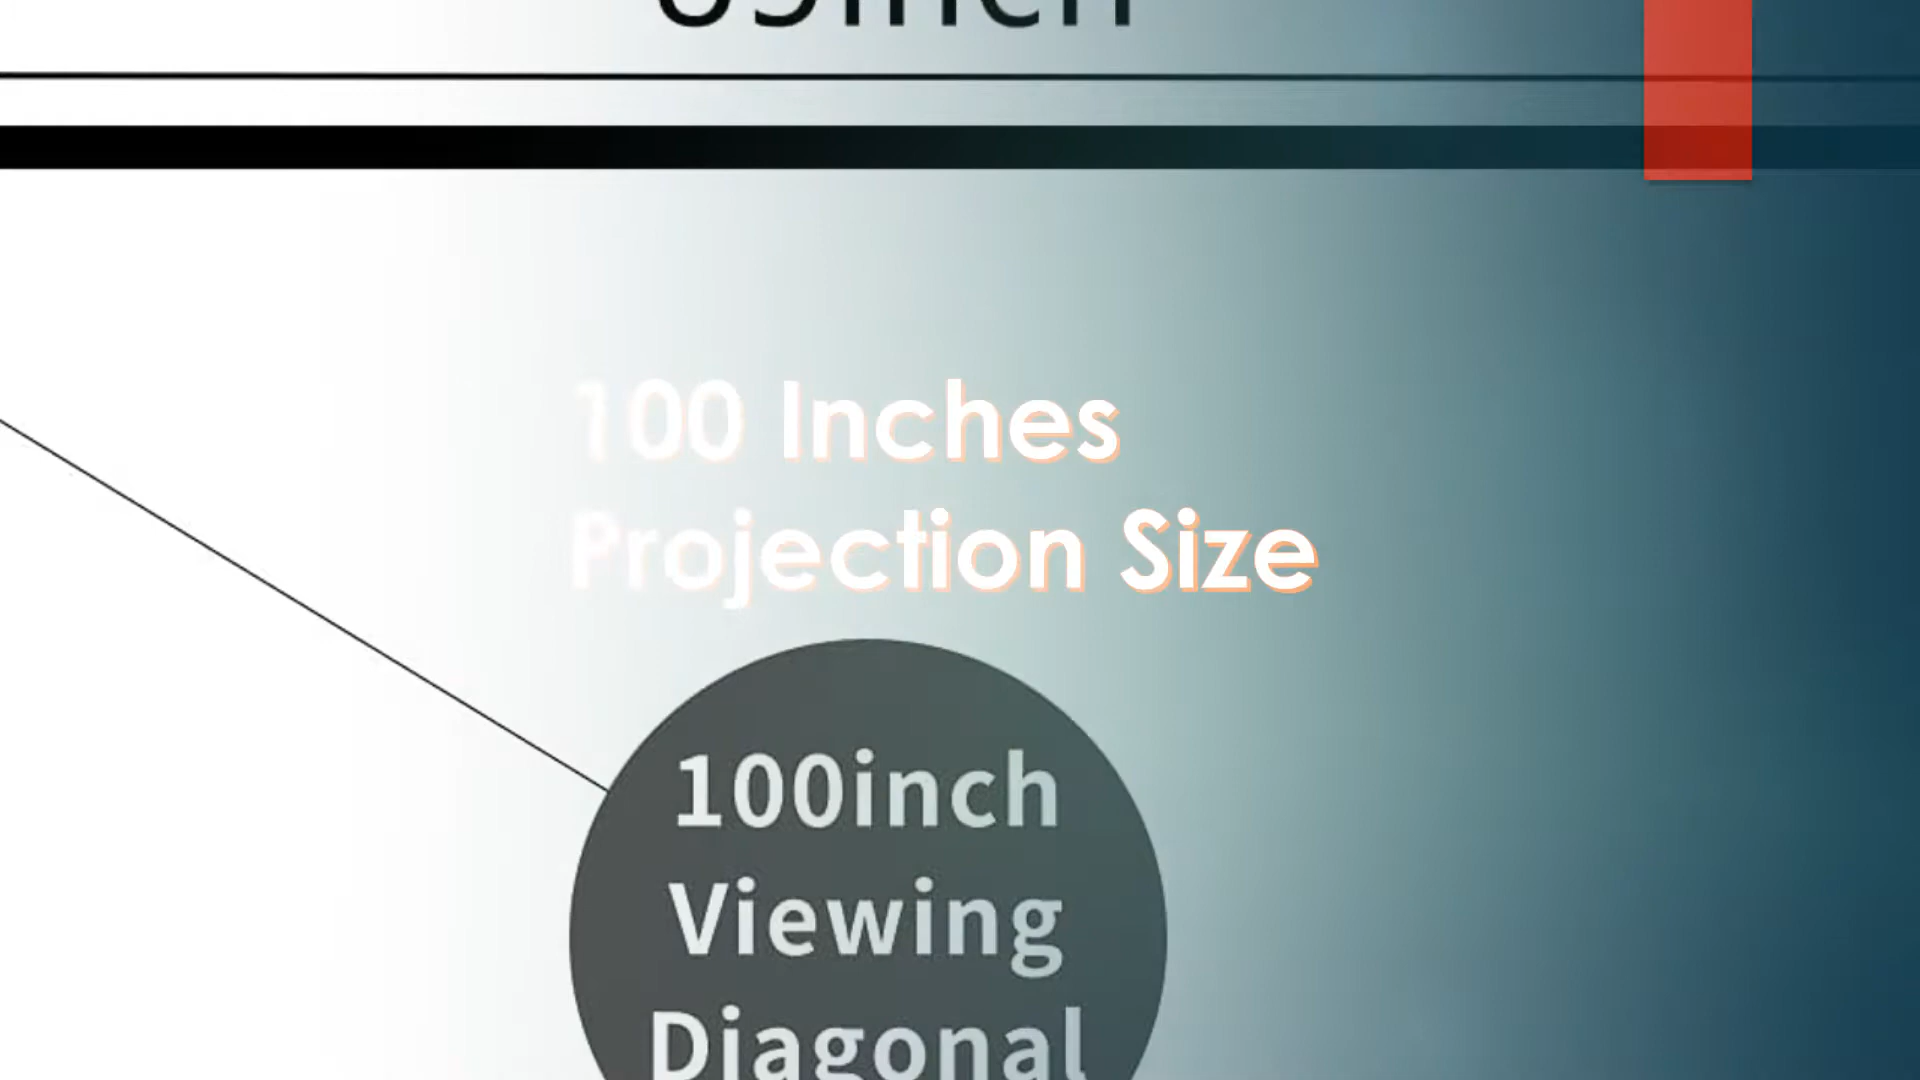 100 Inches
Projection Size
100inch
Viewing
Diagonal